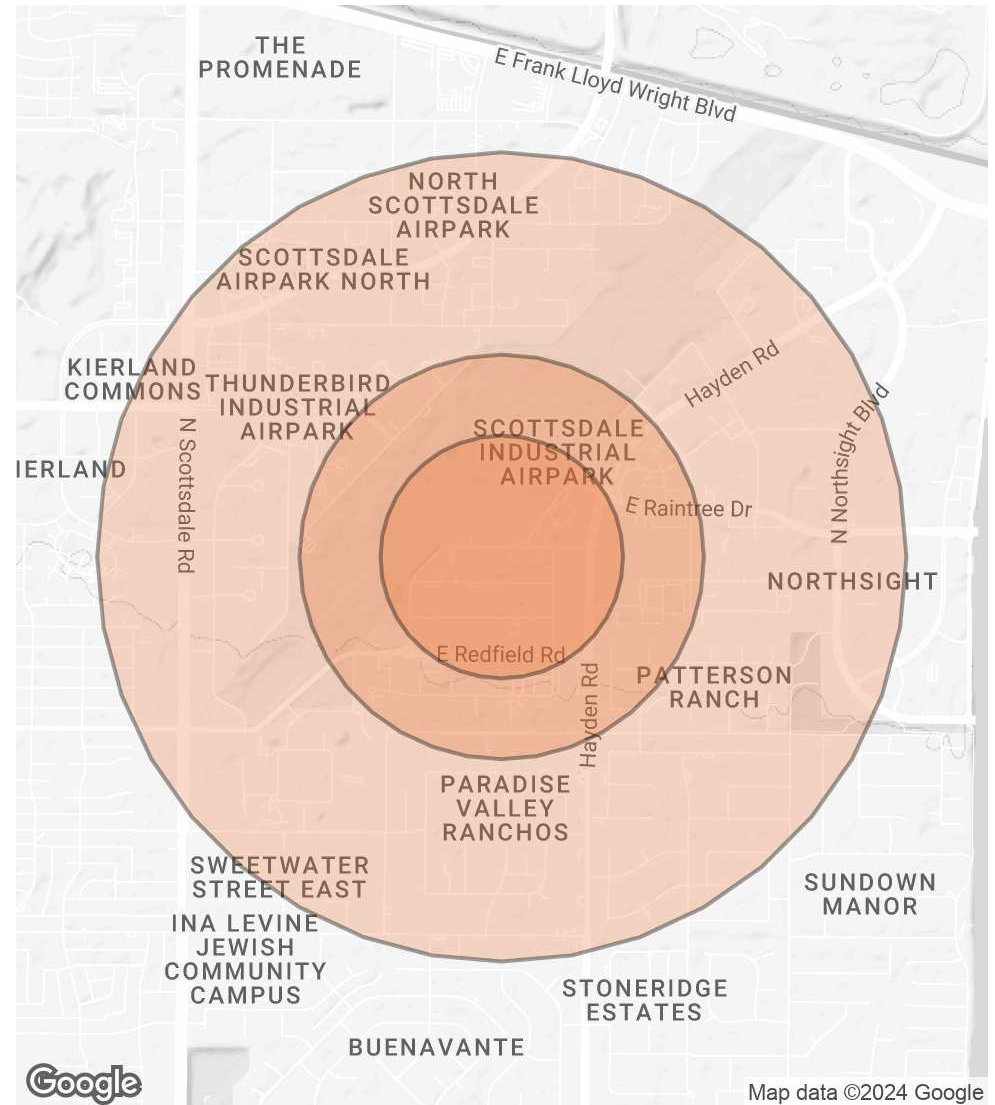 THE
PROMENADE
E Frank Lloyd Wright Blvd
NORTH
SCOTTSDALE
AIRPARK
SCOTTSDALE
AIRPARK NORTH
Hayden Rd
KIERLAND
COMMONS
THUNDERBIRD
INDUSTRIAL
AIRPARK
N Northsight Blvd
SCOTTSDALE
INDUSTRIAL
AIRPARK
N Scottsdale Rd
IERLAND
E Raintree Dr
NORTHSIGHT
E Redfield Rd
Hayden Rd
PATTERSON
RANCH
PARADISE
VALLEY
RANCHOS
SWEETWATER
STREET EAST
SUNDOWN
MANOR
INA LEVINE
JEWISH
COMMUNITY
CAMPUS
STONERIDGE
ESTATES
BUENAVANTE
Google
Map data ©2024 Google